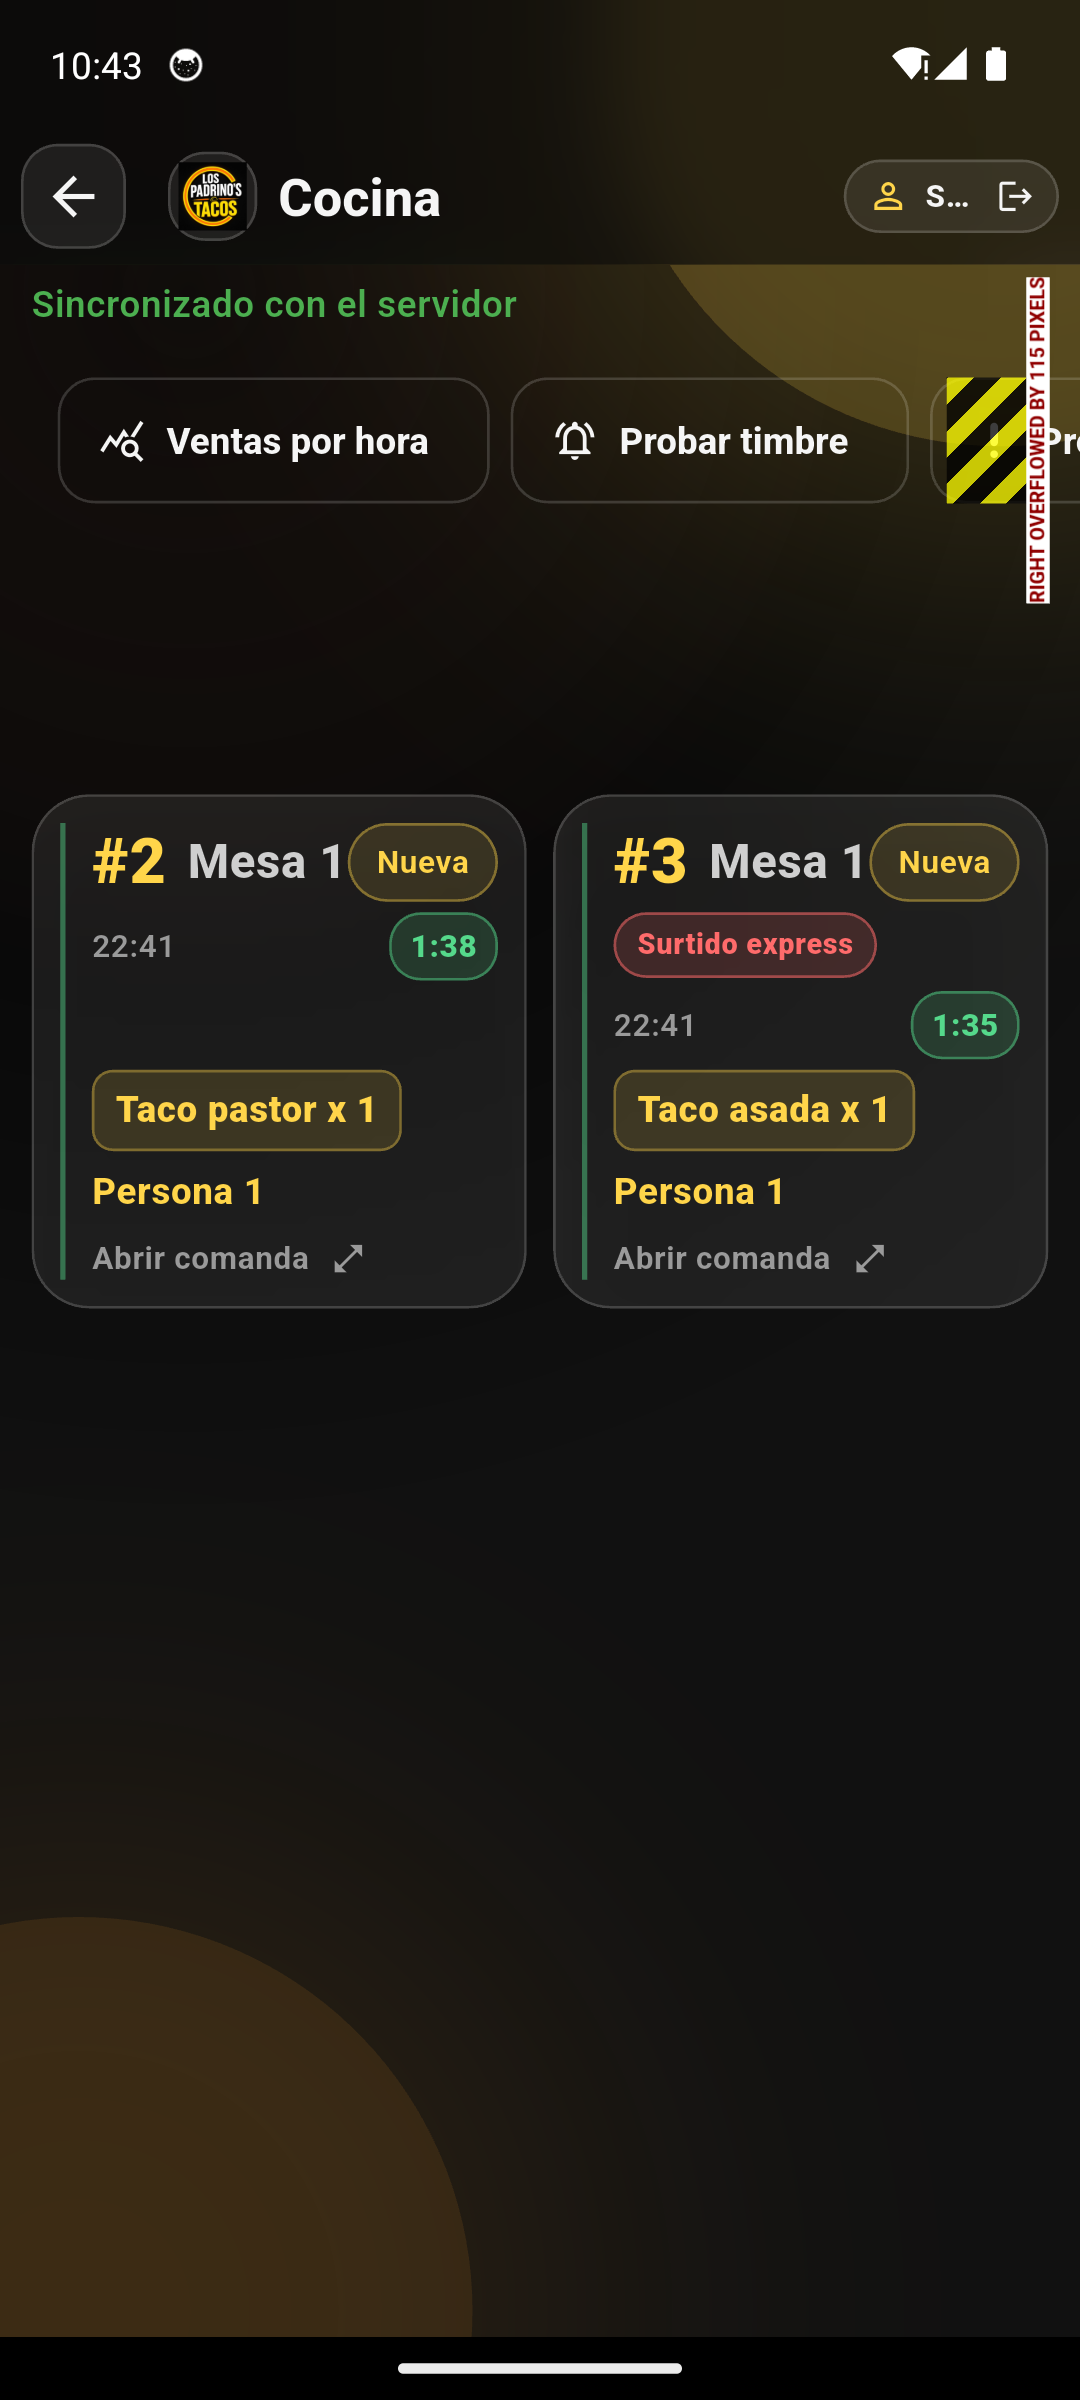 10:43
LOS
PADRINO'S
TACOS
Cocina
S...
Sincronizado con el servidor
Ventas por hora
Probar timbre
RIGHT OVERFLOWED BY 115 PIXELS
#2 Mesa 1 Nueva
22:41 1:38
Taco pastor x 1
Persona 1
Abrir comanda
#3 Mesa 1 Nueva
Surtido express
22:41 1:35
Taco asada x 1
Persona 1
Abrir comanda